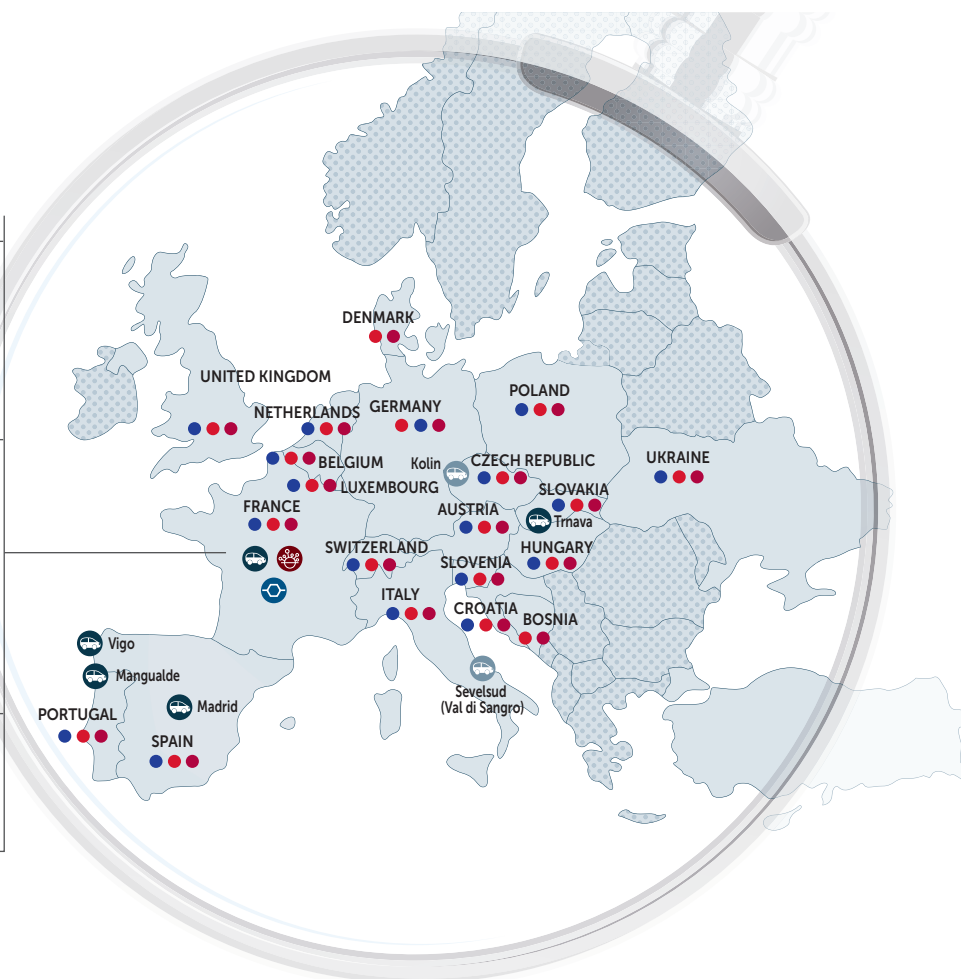 DENMARK
UNITED KINGDOM
NETHERLANDS
GERMANY
POLAND
BELGIUM
Kolin
CZECH REPUBLIC
UKRAINE
LUXEMBOURG
SLOVAKIA
FRANCE
AUSTRIA
Trnava
SWITZERLAND
HUNGARY
SLOVENIA
ITALY
CROATIA
BOSNIA
Vigo
Mangualde
Sevelsud
(Val di Sangro)
Madrid
PORTUGAL
SPAIN